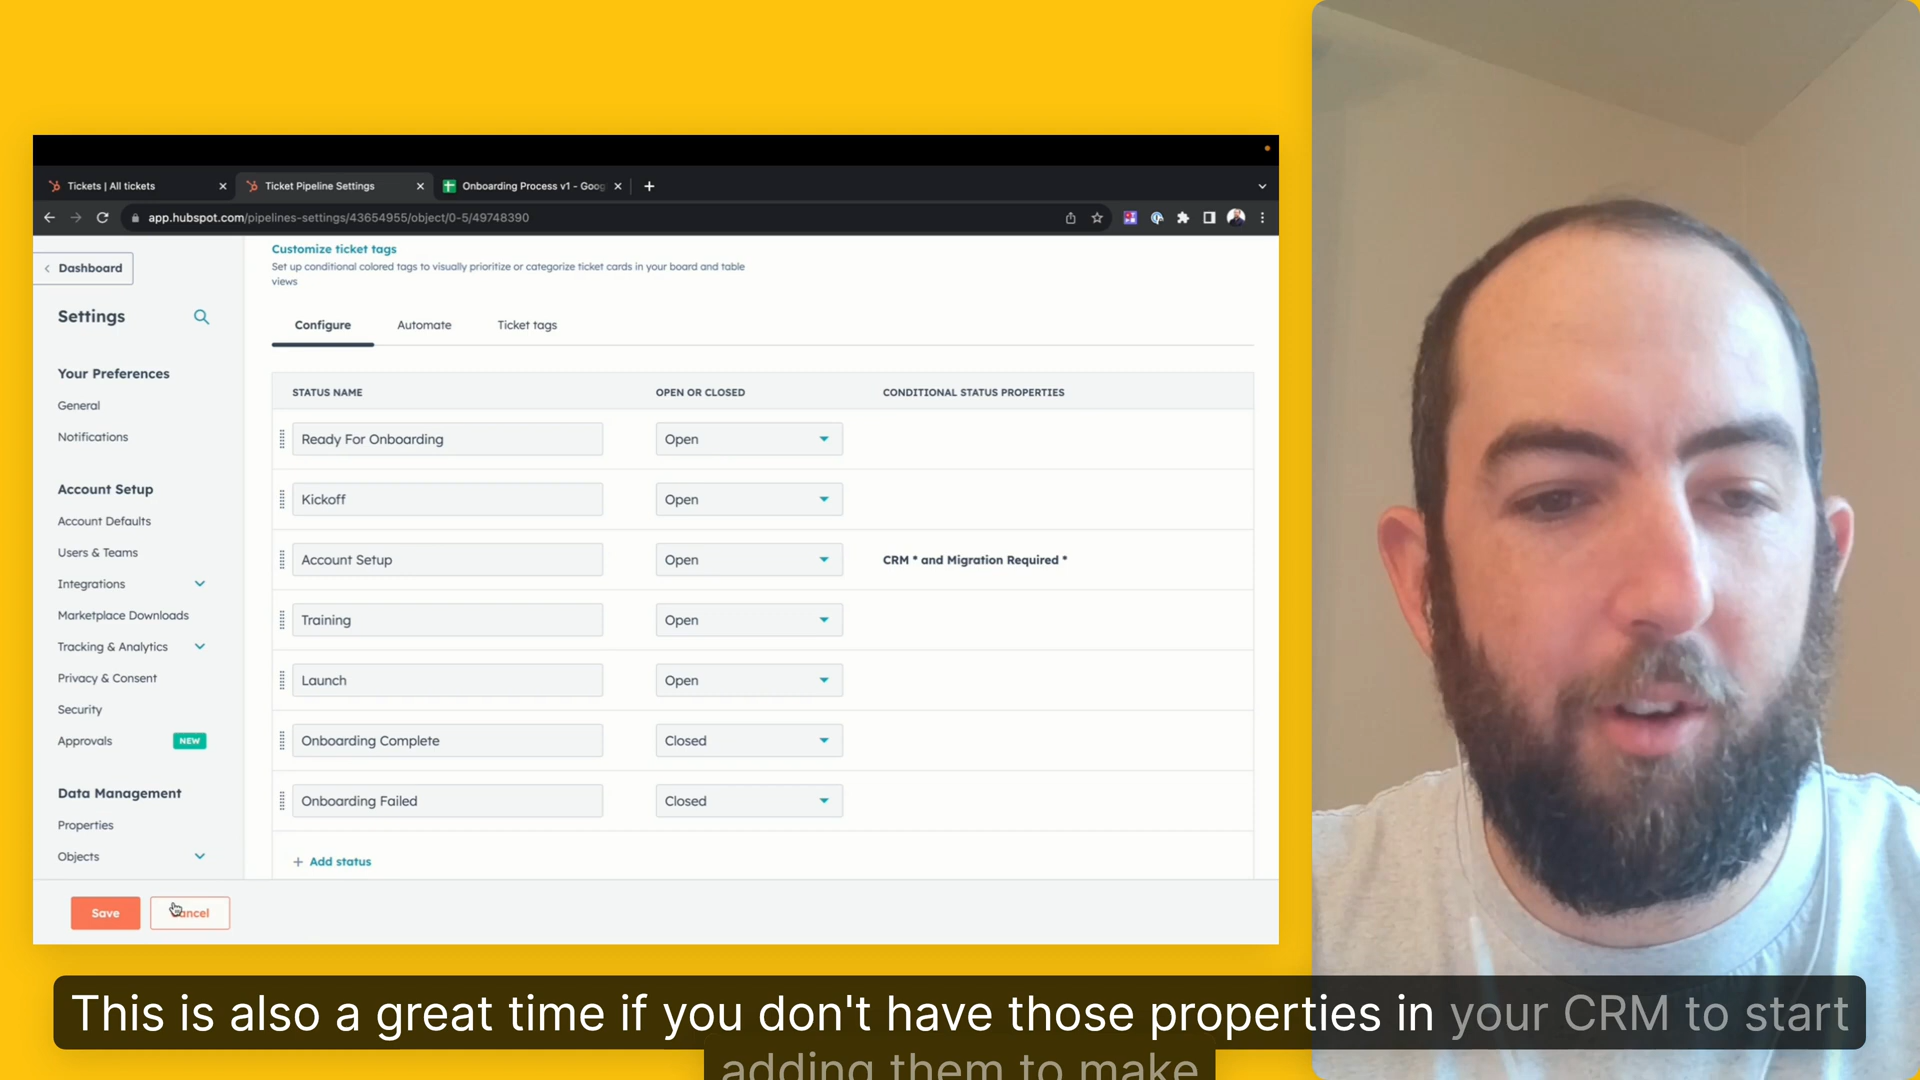 Tickets | All tickets
Ticket Pipeline Settings
Onboarding Process v1 - Goog
app.hubspot.com/pipelines-settings/43654955/object/0-5/49748390
Customize ticket tags
Set up conditional colored tags to visually prioritize or categorize ticket cards in your board and table
views
Dashboard
Settings
Your Preferences
General
Notifications
Account Setup
Account Defaults
Users & Teams
Integrations
Marketplace Downloads
Tracking & Analytics
Privacy & Consent
Security
Approvals NEW
Data Management
Properties
Objects
Configure Automate Ticket tags
STATUS NAME OPEN OR CLOSED CONDITIONAL STATUS PROPERTIES
Ready For Onboarding Open
Kickoff Open
Account Setup Open CRM * and Migration Required *
Training Open
Launch Open
Onboarding Complete Closed
Onboarding Failed Closed
+ Add status
Save Cancel
This is also a great time if you don't have those properties in your CRM to start
adding them to make